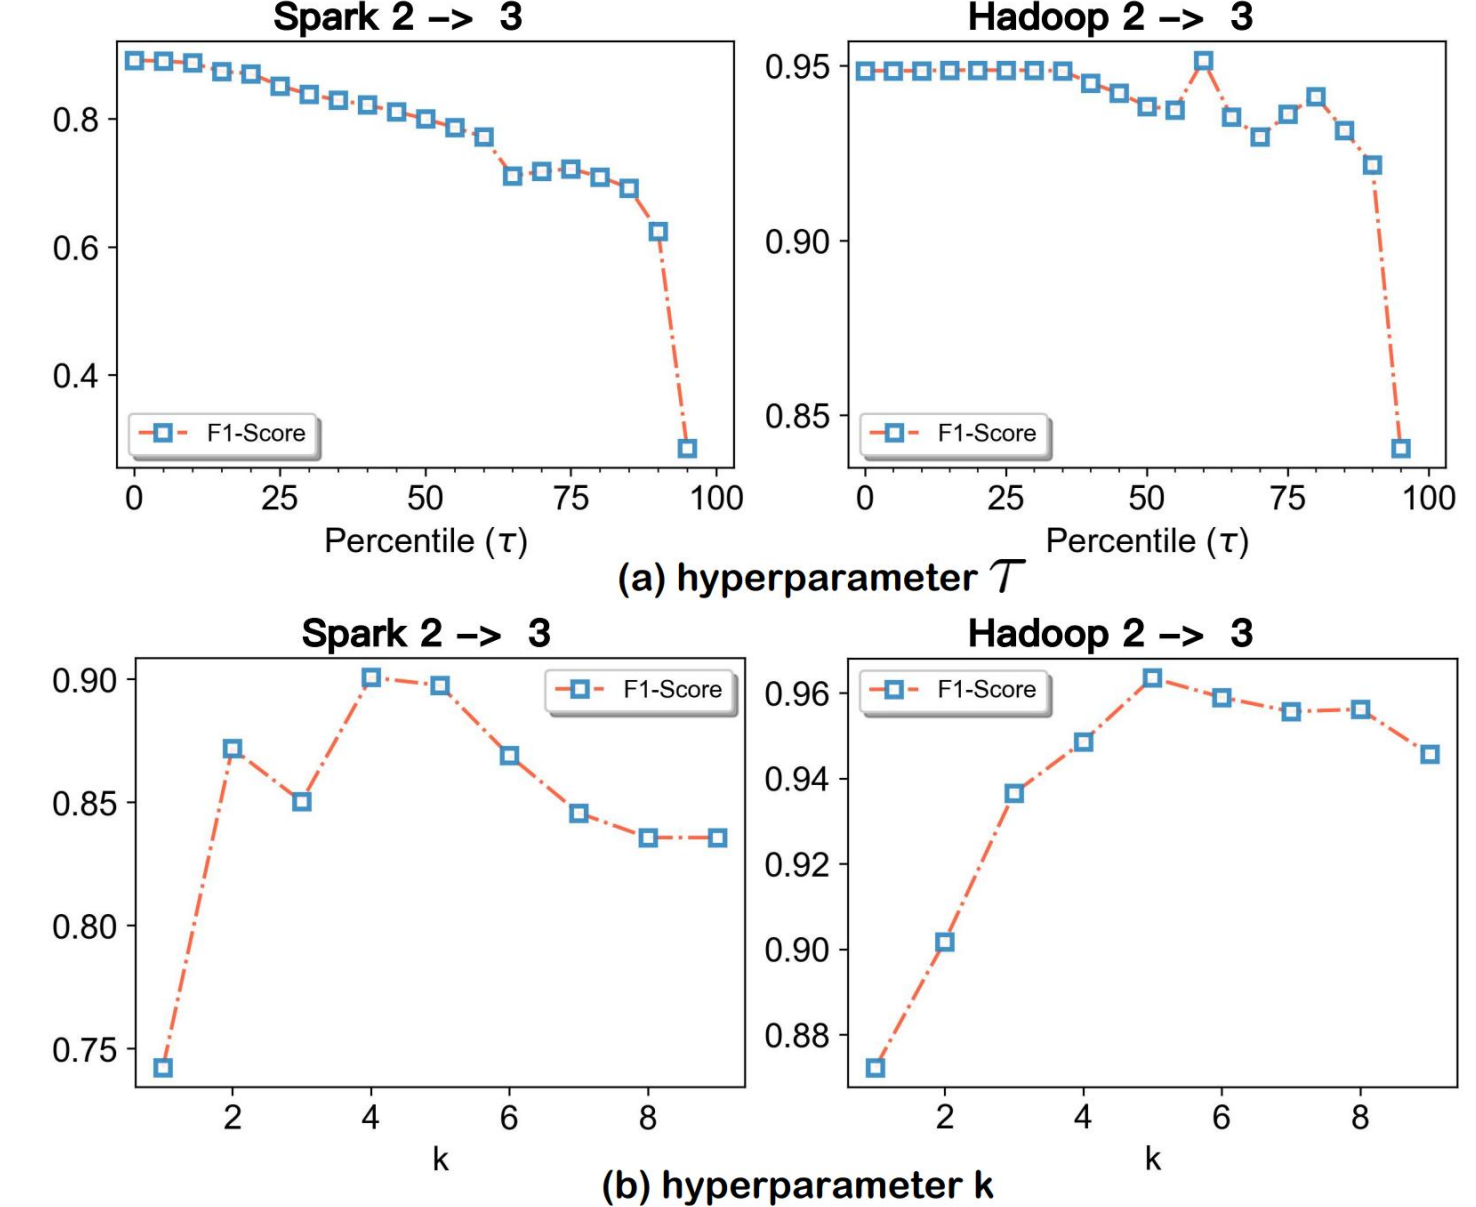 Spark 2 –> 3
0.8
0.6
0.4
F1-Score
0 25 50 75 100
Percentile (τ)
Hadoop 2 –> 3
0.95
0.90
0.85
F1-Score
0 25 50 75 100
Percentile (τ)
(a) hyperparameter τ
Spark 2 –> 3
0.90
0.85
0.80
0.75
F1-Score
2 4 6 8
k
Hadoop 2 –> 3
0.96
0.94
0.92
0.90
0.88
F1-Score
2 4 6 8
k
(b) hyperparameter k